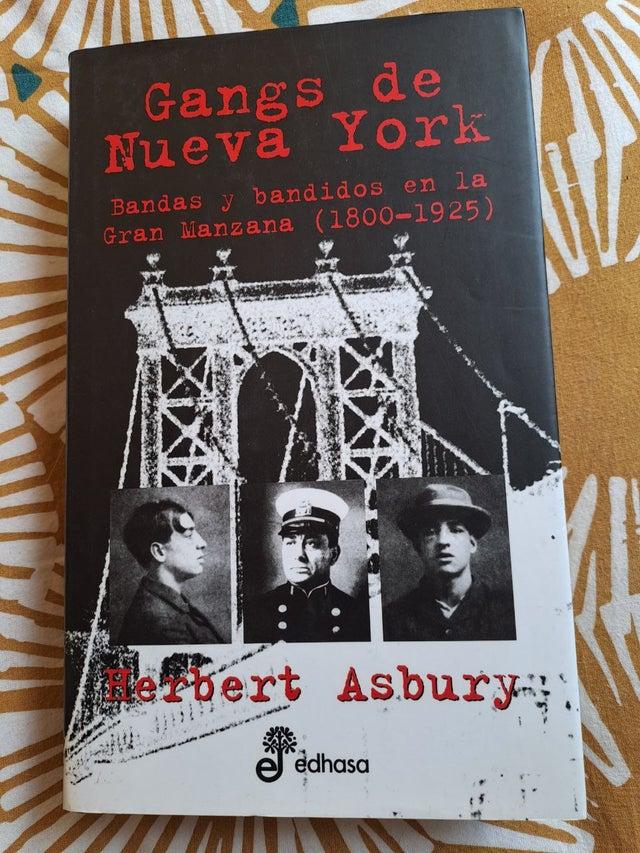 Gangs de
Nueva York
Bandas y bandidos en la
Gran Manzana (1800-1925)
Herbert Asbury
edhasa